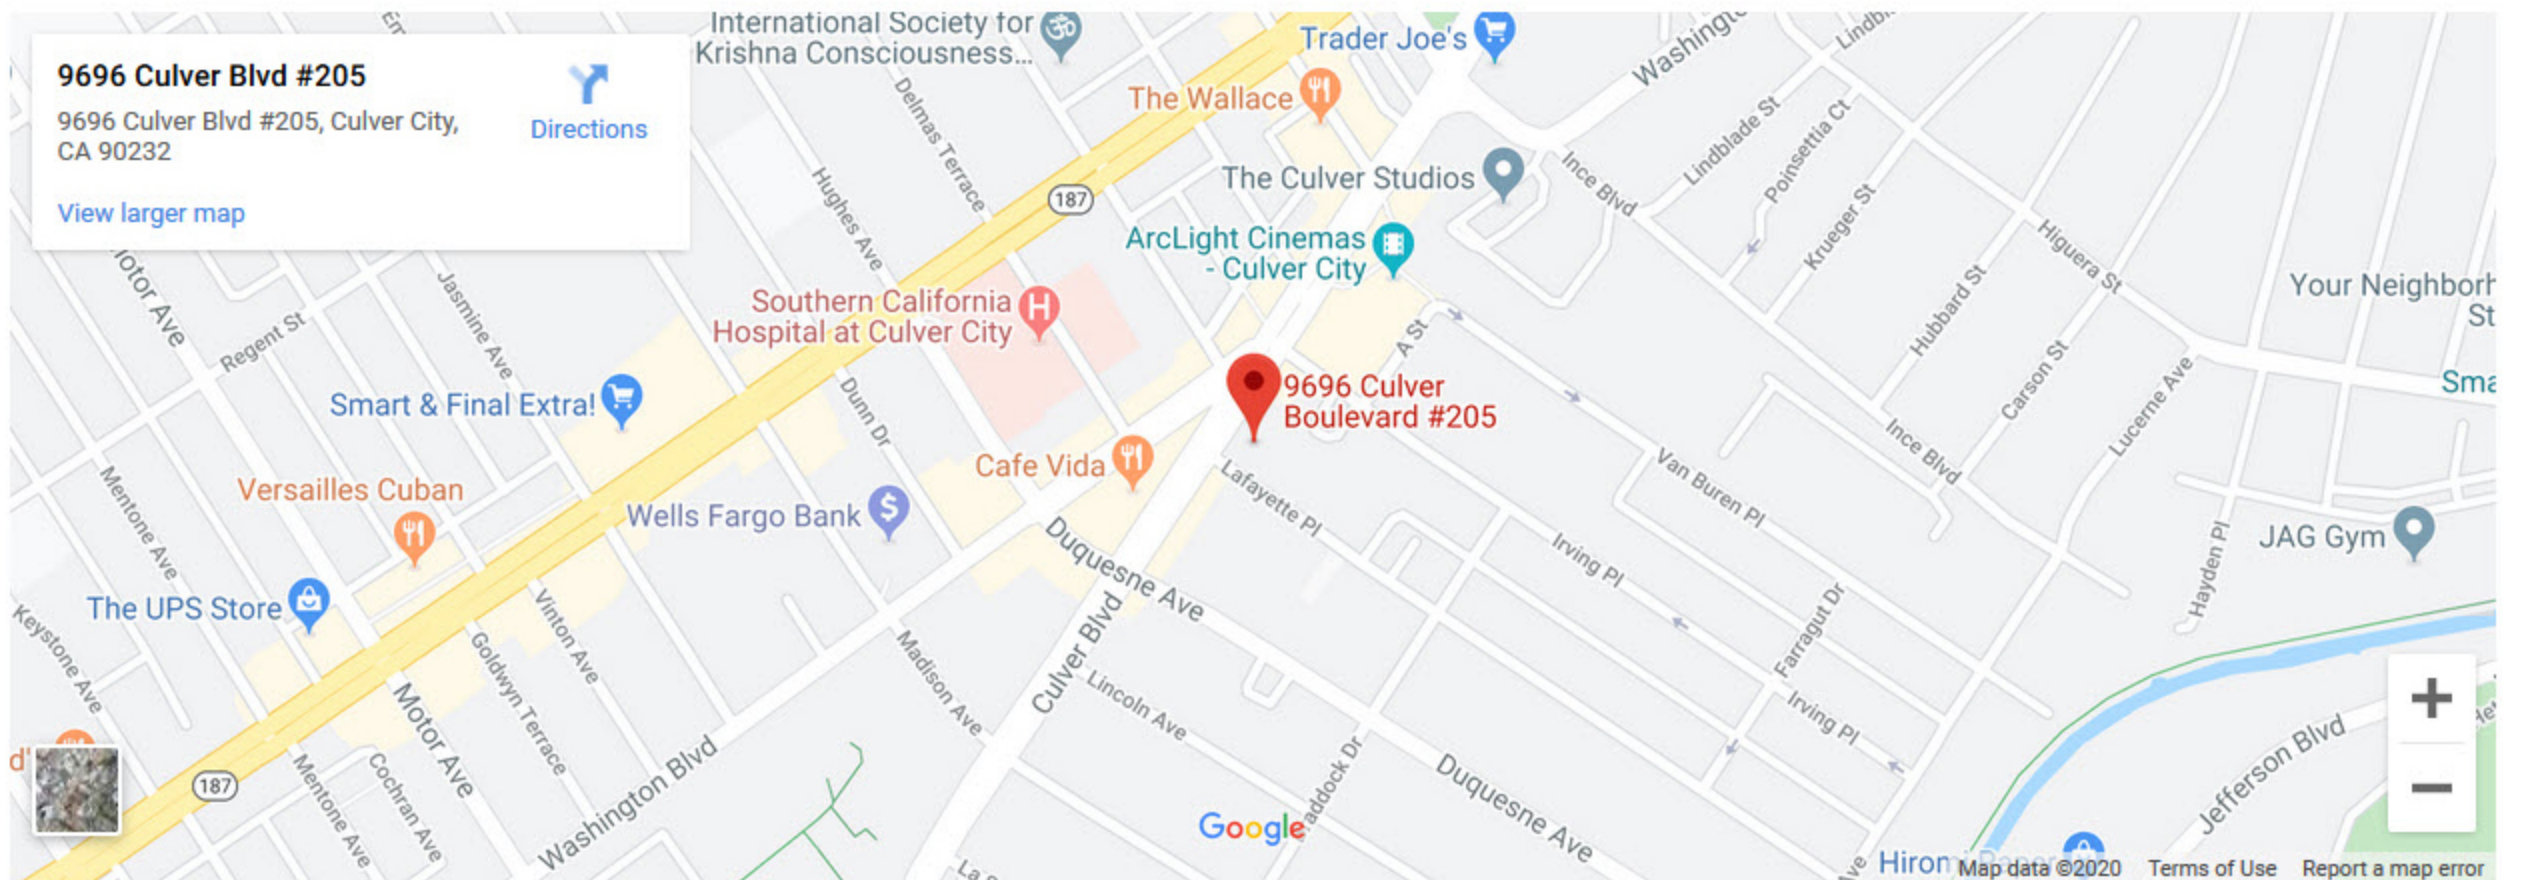 9696 Culver Blvd #205
9696 Culver Blvd #205, Culver City,
CA 90232
Directions
View larger map
International Society for
Krishna Consciousness...
Trader Joe's
The Wallace
The Culver Studios
ArcLight Cinemas
- Culver City
Southern California
Hospital at Culver City
9696 Culver
Boulevard #205
Smart & Final Extra!
Cafe Vida
Versailles Cuban
Wells Fargo Bank
The UPS Store
JAG Gym
Your Neighborh
St
Sma
187
187
Delmas Terrace
Hughes Ave
Jasmine Ave
Regent St
Motor Ave
Dunn Dr
Mentone Ave
Keystone Ave
Vinton Ave
Goldwyn Terrace
Motor Ave
Mentone Ave
Cochran Ave
Washington Blvd
Madison Ave
Culver Blvd
Lincoln Ave
Duquesne Ave
Duquesne Ave
Lafayette Pl
Irving Pl
Irving Pl
Van Buren Pl
Farragut Dr
A St
Ince Blvd
Ince Blvd
Lindblade St
Poinsettia Ct
Krueger St
Higuera St
Hubbard St
Carson St
Lucerne Ave
Hayden Pl
Jefferson Blvd
Google
Map data ©2020
Terms of Use
Report a map error